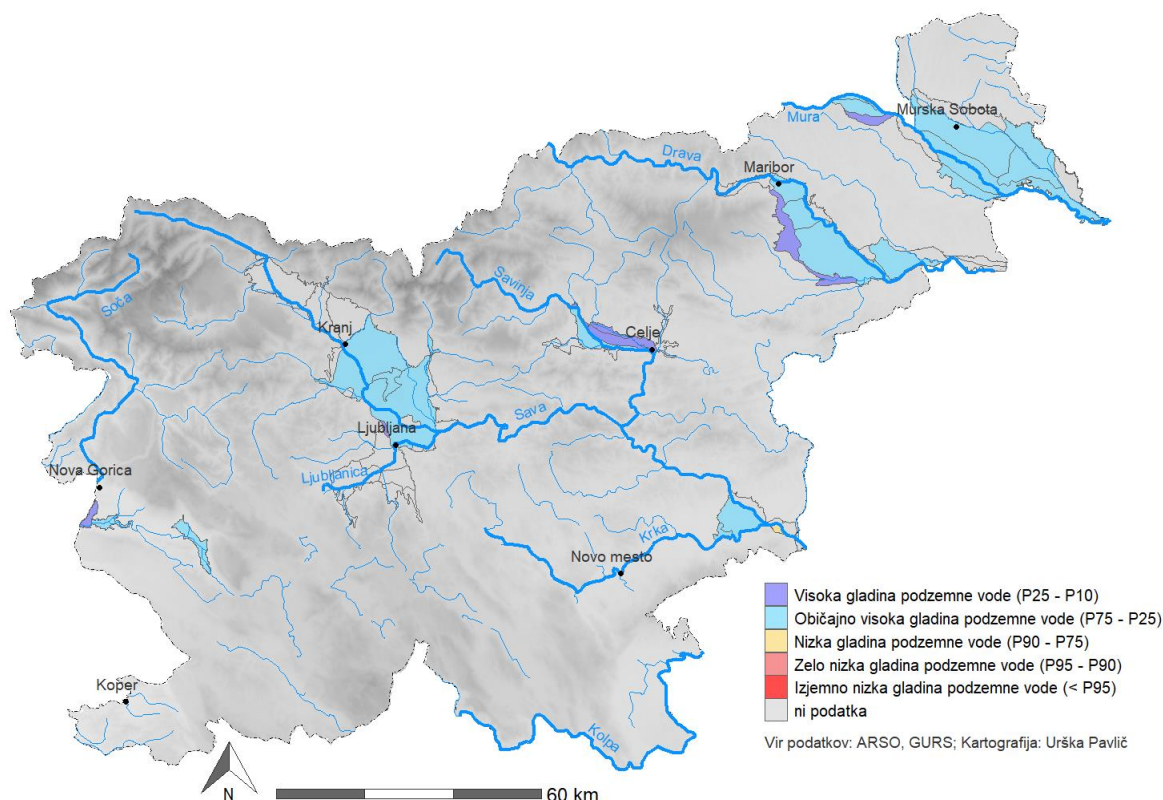 Mura
Murska Sobota
Drava
Maribor
Soča
Savinja
Kranj
Celje
Sava
Ljubljana
Nova Gorica
Ljubljanica
Krka
Novo mesto
Koper
Kolpa
Visoka gladina podzemne vode (P25 - P10)
Običajno visoka gladina podzemne vode (P75 - P25)
Nizka gladina podzemne vode (P90 - P75)
Zelo nizka gladina podzemne vode (P95 - P90)
Izjemno nizka gladina podzemne vode (< P95)
ni podatka
Vir podatkov: ARSO, GURS; Kartografija: Urška Pavlič
N
60 km